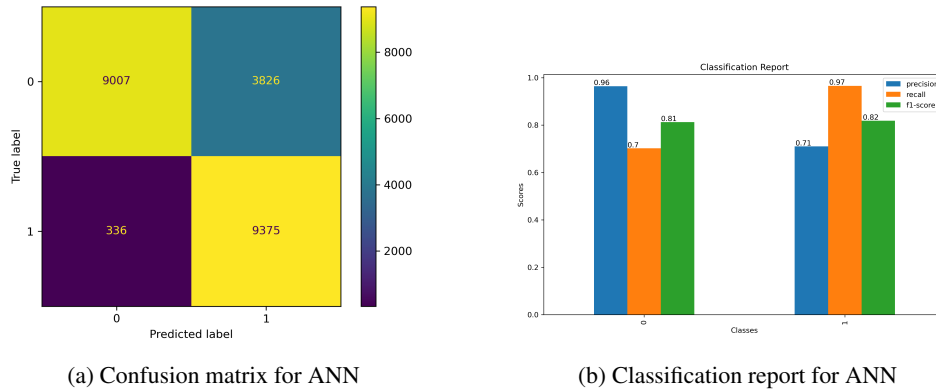 0
9007
3826
1
336
9375
0
1
True label
Predicted label
8000
6000
4000
2000
(a) Confusion matrix for ANN
Classification Report
precision
recall
f1-score
1.0
0.8
0.6
0.4
0.2
0.0
Scores
0.96
0.7
0.81
0.71
0.97
0.82
0
1
Classes
(b) Classification report for ANN